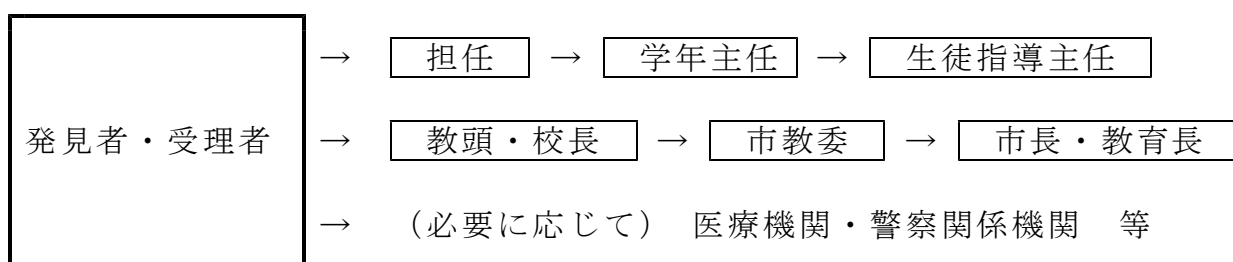 → 担任 → 学年主任 → 生徒指導主任
発見者・受理者 → 教頭・校長 → 市教委 → 市長・教育長
→ （必要に応じて） 医療機関・警察関係機関 等